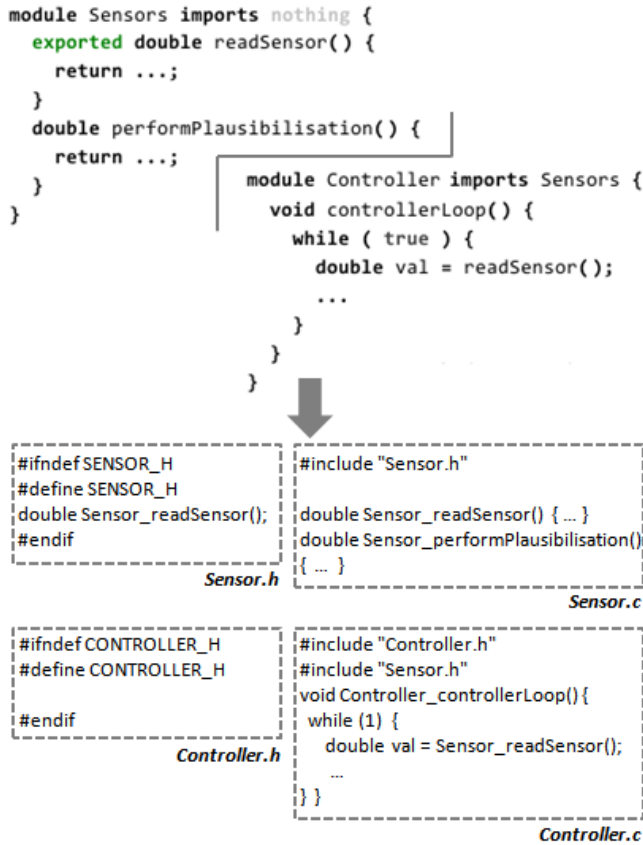 module Sensors imports nothing {
exported double readSensor() {
return ...;
}
double performPlausibilisation() {
return ...;
}
}
module Controller imports Sensors {
void controllerLoop() {
while ( true ) {
double val = readSensor();
...
}
}
}
#ifndef SENSOR_H
#define SENSOR_H
double Sensor_readSensor();
#endif
Sensor.h
#include "Sensor.h"
double Sensor_readSensor() { ... }
double Sensor_performPlausibilisation()
{ ... }
Sensor.c
#ifndef CONTROLLER_H
#define CONTROLLER_H
#endif
Controller.h
#include "Controller.h"
#include "Sensor.h"
void Controller_controllerLoop() {
while (1) {
double val = Sensor_readSensor();
...
} }
Controller.c